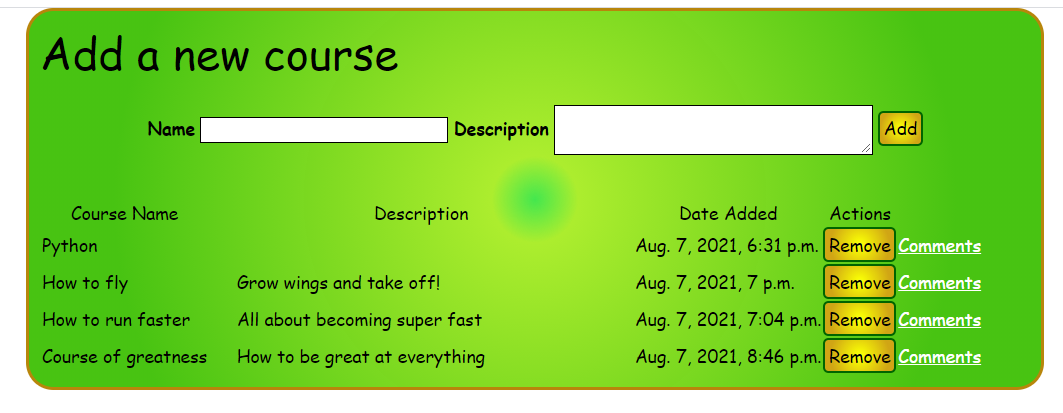 Add a new course
Name Description Add
Course Name Description Date Added Actions
Python Aug. 7, 2021, 6:31 p.m. Remove Comments
How to fly Grow wings and take off! Aug. 7, 2021, 7 p.m. Remove Comments
How to run faster All about becoming super fast Aug. 7, 2021, 7:04 p.m. Remove Comments
Course of greatness How to be great at everything Aug. 7, 2021, 8:46 p.m. Remove Comments